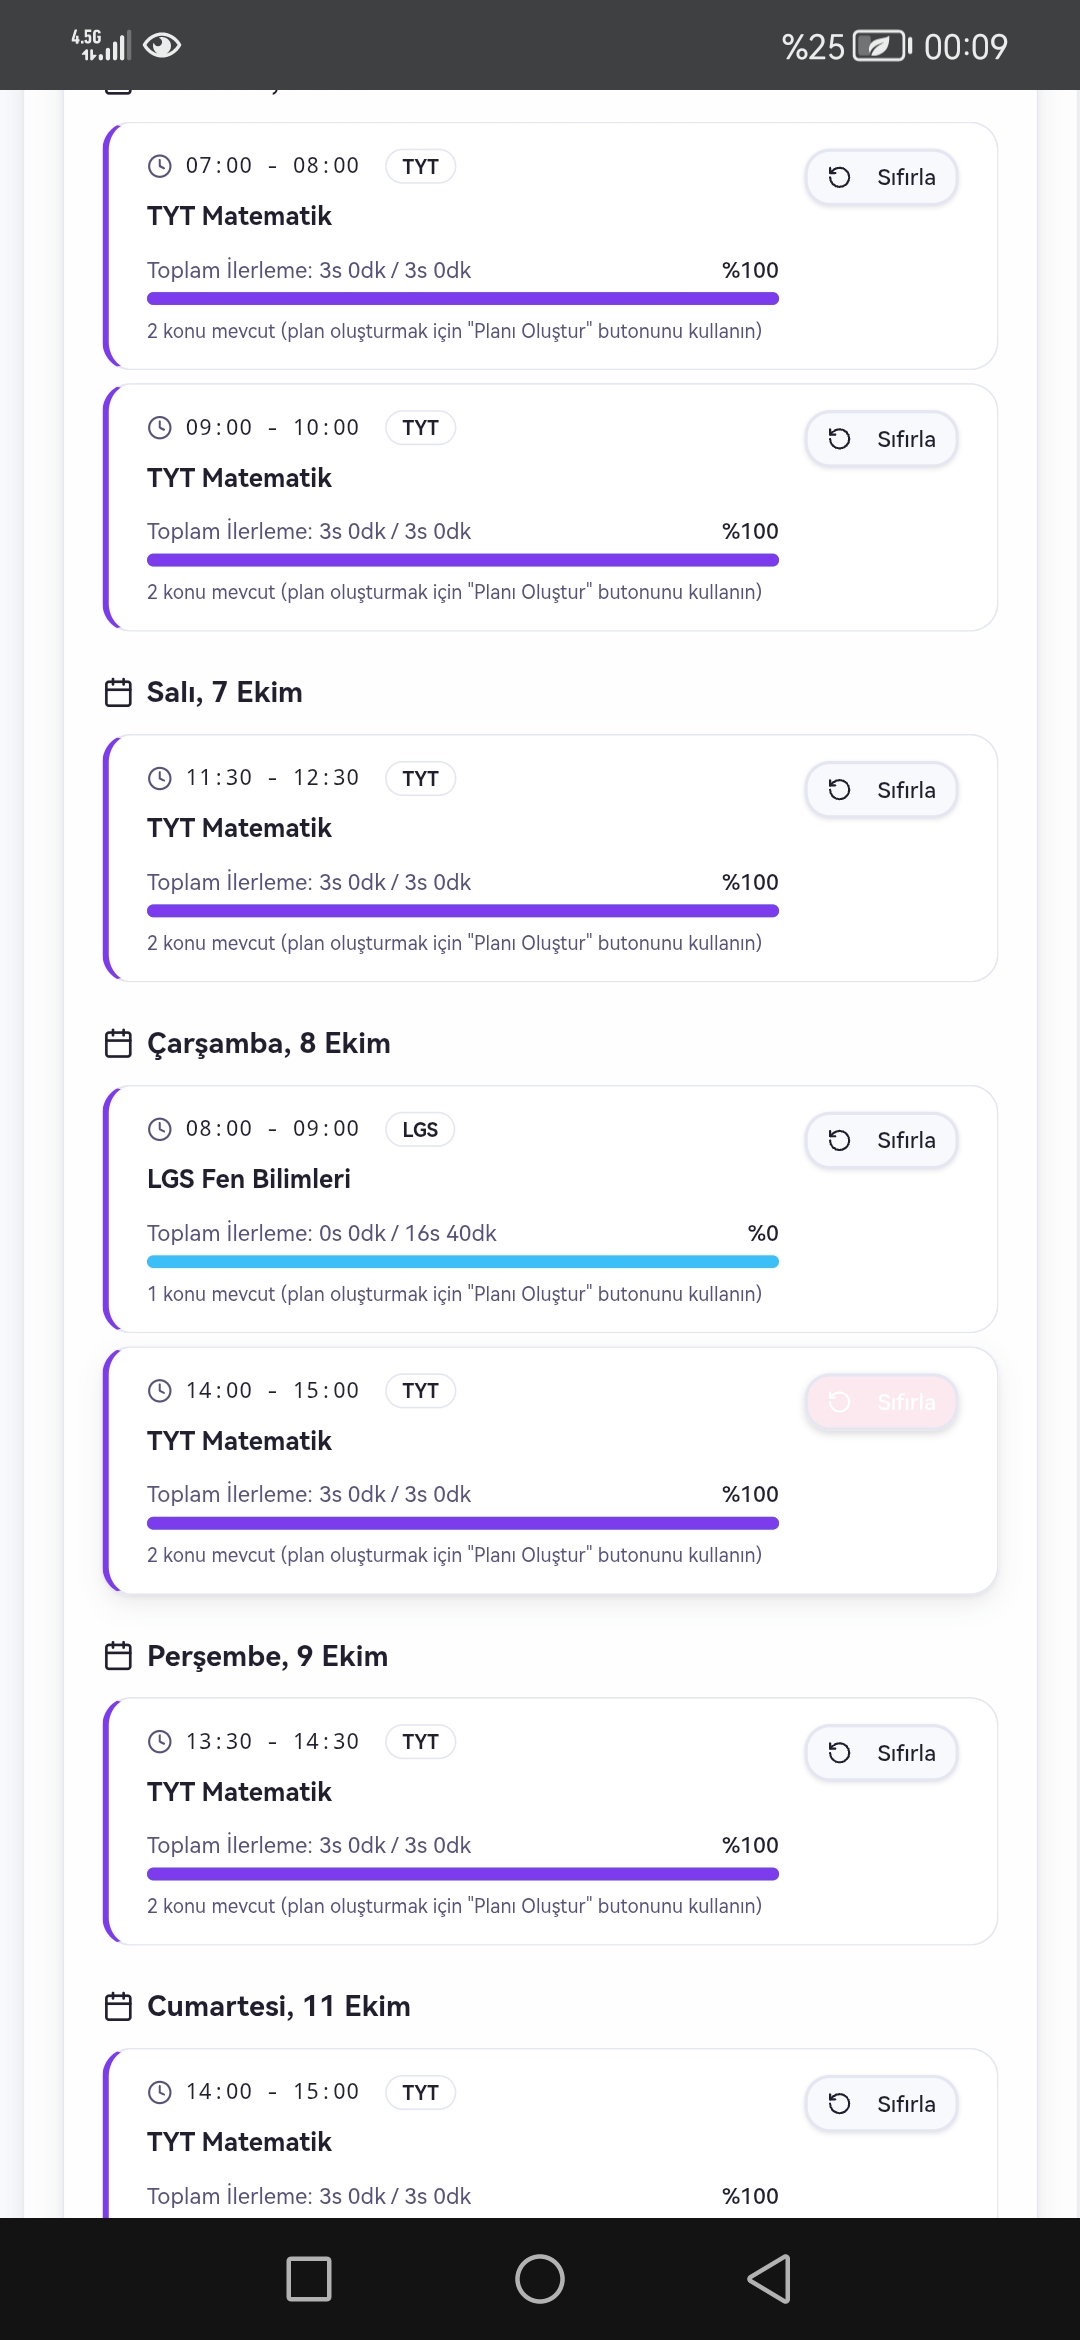 4.5G
%25 00:09
07:00 - 08:00 TYT Sıfırla
TYT Matematik
Toplam İlerleme: 3s 0dk / 3s 0dk %100
2 konu mevcut (plan oluşturmak için "Planı Oluştur" butonunu kullanın)
09:00 - 10:00 TYT Sıfırla
TYT Matematik
Toplam İlerleme: 3s 0dk / 3s 0dk %100
2 konu mevcut (plan oluşturmak için "Planı Oluştur" butonunu kullanın)
Salı, 7 Ekim
11:30 - 12:30 TYT Sıfırla
TYT Matematik
Toplam İlerleme: 3s 0dk / 3s 0dk %100
2 konu mevcut (plan oluşturmak için "Planı Oluştur" butonunu kullanın)
Çarşamba, 8 Ekim
08:00 - 09:00 LGS Sıfırla
LGS Fen Bilimleri
Toplam İlerleme: 0s 0dk / 16s 40dk %0
1 konu mevcut (plan oluşturmak için "Planı Oluştur" butonunu kullanın)
14:00 - 15:00 TYT Sıfırla
TYT Matematik
Toplam İlerleme: 3s 0dk / 3s 0dk %100
2 konu mevcut (plan oluşturmak için "Planı Oluştur" butonunu kullanın)
Perşembe, 9 Ekim
13:30 - 14:30 TYT Sıfırla
TYT Matematik
Toplam İlerleme: 3s 0dk / 3s 0dk %100
2 konu mevcut (plan oluşturmak için "Planı Oluştur" butonunu kullanın)
Cumartesi, 11 Ekim
14:00 - 15:00 TYT Sıfırla
TYT Matematik
Toplam İlerleme: 3s 0dk / 3s 0dk %100